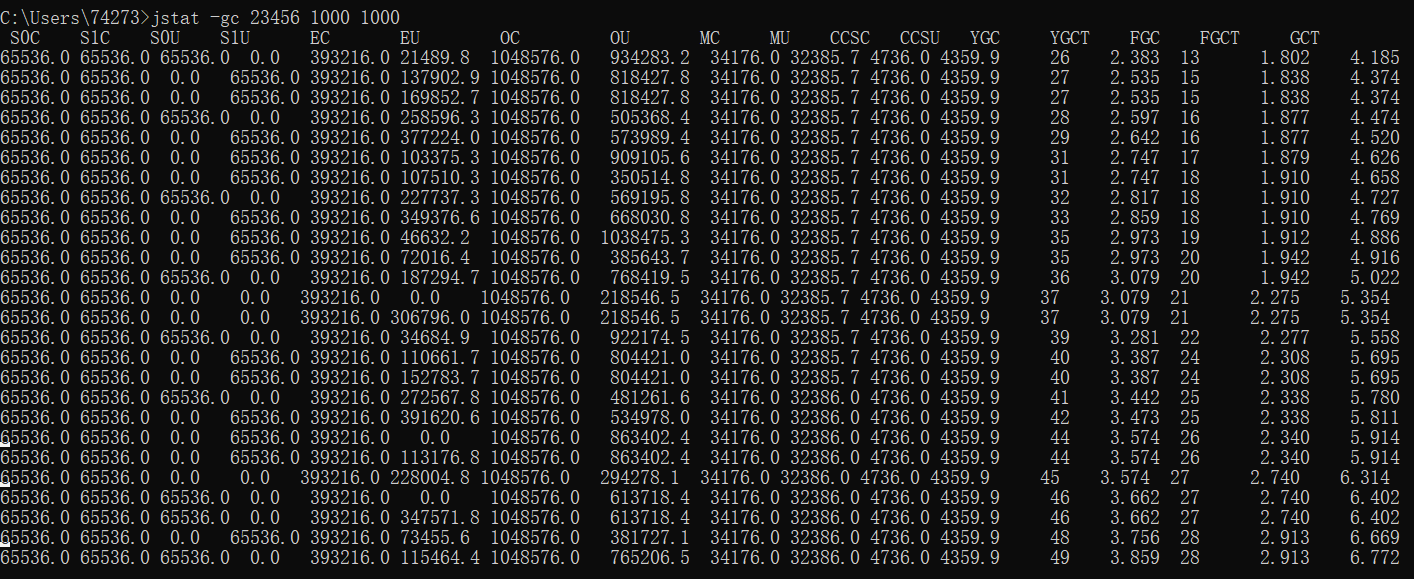 C:\Users\74273>jstat -gc 23456 1000 1000
S0C S1C S0U S1U EC EU OC OU MC MU CCSC CCSU YGC YGCT FGC FGCT GCT
65536.0 65536.0 65536.0 0.0 393216.0 21489.8 1048576.0 934283.2 34176.0 32385.7 4736.0 4359.9 26 2.383 13 1.802 4.185
65536.0 65536.0 0.0 65536.0 393216.0 137902.9 1048576.0 818427.8 34176.0 32385.7 4736.0 4359.9 27 2.535 15 1.838 4.374
65536.0 65536.0 0.0 65536.0 393216.0 169852.7 1048576.0 818427.8 34176.0 32385.7 4736.0 4359.9 27 2.535 15 1.838 4.374
65536.0 65536.0 65536.0 0.0 393216.0 258596.3 1048576.0 505368.4 34176.0 32385.7 4736.0 4359.9 28 2.597 16 1.877 4.474
65536.0 65536.0 0.0 65536.0 393216.0 377224.0 1048576.0 573989.4 34176.0 32385.7 4736.0 4359.9 29 2.642 16 1.877 4.520
65536.0 65536.0 0.0 65536.0 393216.0 103375.3 1048576.0 909105.6 34176.0 32385.7 4736.0 4359.9 31 2.747 17 1.879 4.626
65536.0 65536.0 0.0 65536.0 393216.0 107510.3 1048576.0 350514.8 34176.0 32385.7 4736.0 4359.9 31 2.747 18 1.910 4.658
65536.0 65536.0 65536.0 0.0 393216.0 227737.3 1048576.0 569195.8 34176.0 32385.7 4736.0 4359.9 32 2.817 18 1.910 4.727
65536.0 65536.0 0.0 65536.0 393216.0 349376.6 1048576.0 668030.8 34176.0 32385.7 4736.0 4359.9 33 2.859 18 1.910 4.769
65536.0 65536.0 0.0 65536.0 393216.0 46632.2 1048576.0 1038475.3 34176.0 32385.7 4736.0 4359.9 35 2.973 19 1.912 4.886
65536.0 65536.0 0.0 65536.0 393216.0 72016.4 1048576.0 385643.7 34176.0 32385.7 4736.0 4359.9 35 2.973 20 1.942 4.916
65536.0 65536.0 65536.0 0.0 393216.0 187294.7 1048576.0 768419.5 34176.0 32385.7 4736.0 4359.9 36 3.079 20 1.942 5.022
65536.0 65536.0 0.0 0.0 393216.0 0.0 1048576.0 218546.5 34176.0 32385.7 4736.0 4359.9 37 3.079 21 2.275 5.354
65536.0 65536.0 0.0 0.0 393216.0 306796.0 1048576.0 218546.5 34176.0 32385.7 4736.0 4359.9 37 3.079 21 2.275 5.354
65536.0 65536.0 65536.0 0.0 393216.0 34684.9 1048576.0 922174.5 34176.0 32385.7 4736.0 4359.9 39 3.281 22 2.277 5.558
65536.0 65536.0 0.0 65536.0 393216.0 110661.7 1048576.0 804421.0 34176.0 32385.7 4736.0 4359.9 40 3.387 24 2.308 5.695
65536.0 65536.0 0.0 65536.0 393216.0 152783.7 1048576.0 804421.0 34176.0 32385.7 4736.0 4359.9 40 3.387 24 2.308 5.695
65536.0 65536.0 65536.0 0.0 393216.0 272567.8 1048576.0 481261.6 34176.0 32385.7 4736.0 4359.9 41 3.442 25 2.338 5.780
65536.0 65536.0 0.0 65536.0 393216.0 391620.6 1048576.0 534978.0 34176.0 32385.7 4736.0 4359.9 42 3.473 25 2.338 5.811
65536.0 65536.0 0.0 65536.0 393216.0 0.0 1048576.0 863402.4 34176.0 32386.0 4736.0 4359.9 44 3.574 26 2.340 5.914
65536.0 65536.0 0.0 65536.0 393216.0 113176.8 1048576.0 863402.4 34176.0 32386.0 4736.0 4359.9 44 3.574 26 2.340 5.914
65536.0 65536.0 0.0 0.0 393216.0 228004.8 1048576.0 294278.1 34176.0 32386.0 4736.0 4359.9 45 3.574 27 2.740 6.314
65536.0 65536.0 65536.0 0.0 393216.0 0.0 1048576.0 613718.4 34176.0 32386.0 4736.0 4359.9 46 3.662 27 2.740 6.402
65536.0 65536.0 65536.0 0.0 393216.0 347571.8 1048576.0 613718.4 34176.0 32386.0 4736.0 4359.9 46 3.662 27 2.740 6.402
65536.0 65536.0 0.0 65536.0 393216.0 73455.6 1048576.0 381727.1 34176.0 32386.0 4736.0 4359.9 48 3.756 28 2.913 6.669
65536.0 65536.0 65536.0 0.0 393216.0 115464.4 1048576.0 765206.5 34176.0 32386.0 4736.0 4359.9 49 3.859 28 2.913 6.772